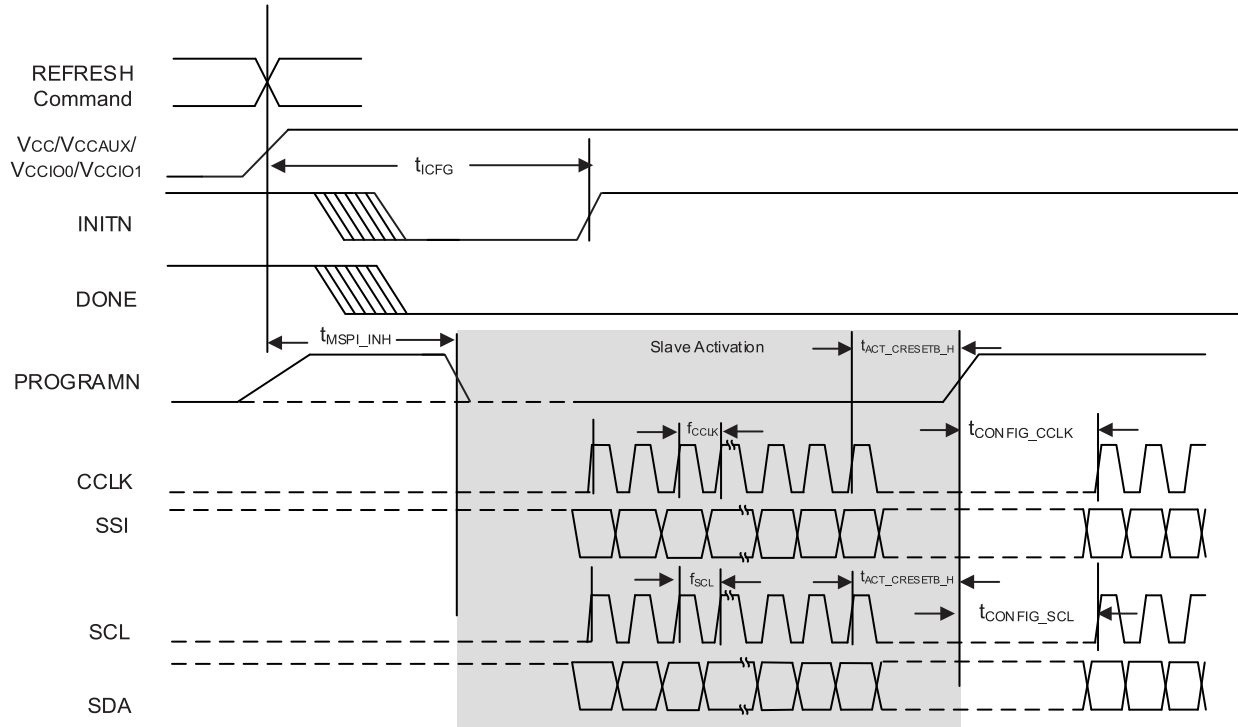 REFRESH
Command
VCC/VCCAUX/
VCCIO0/VCCIO1
tICFG
INITN
DONE
tMSPI_INH
Slave Activation
tACT_CRESETB_H
PROGRAMN
fCCLK
tCONFIG_CCLK
CCLK
SSI
fSCL
tACT_CRESETB_H
tCONFIG_SCL
SCL
SDA